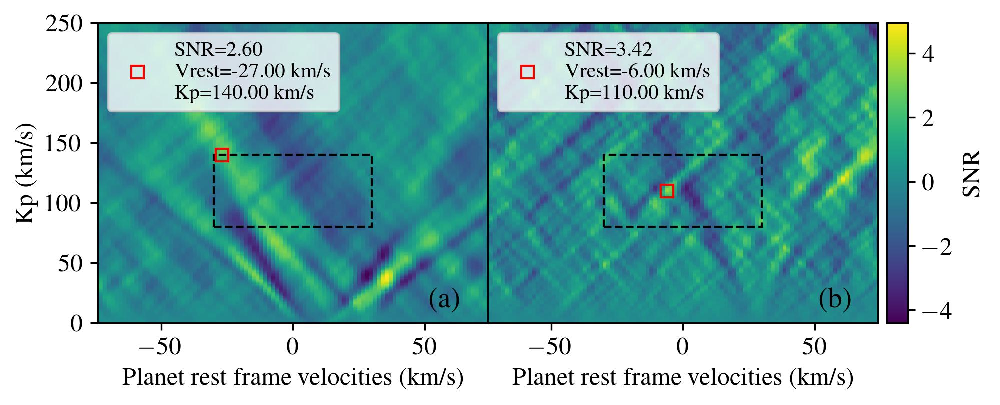 250
200
150
100
50
0
Kp (km/s)
SNR=2.60
Vrest=-27.00 km/s
Kp=140.00 km/s
(a)
−50
0
50
Planet rest frame velocities (km/s)
SNR=3.42
Vrest=-6.00 km/s
Kp=110.00 km/s
(b)
−50
0
50
Planet rest frame velocities (km/s)
4
2
0
−2
−4
SNR